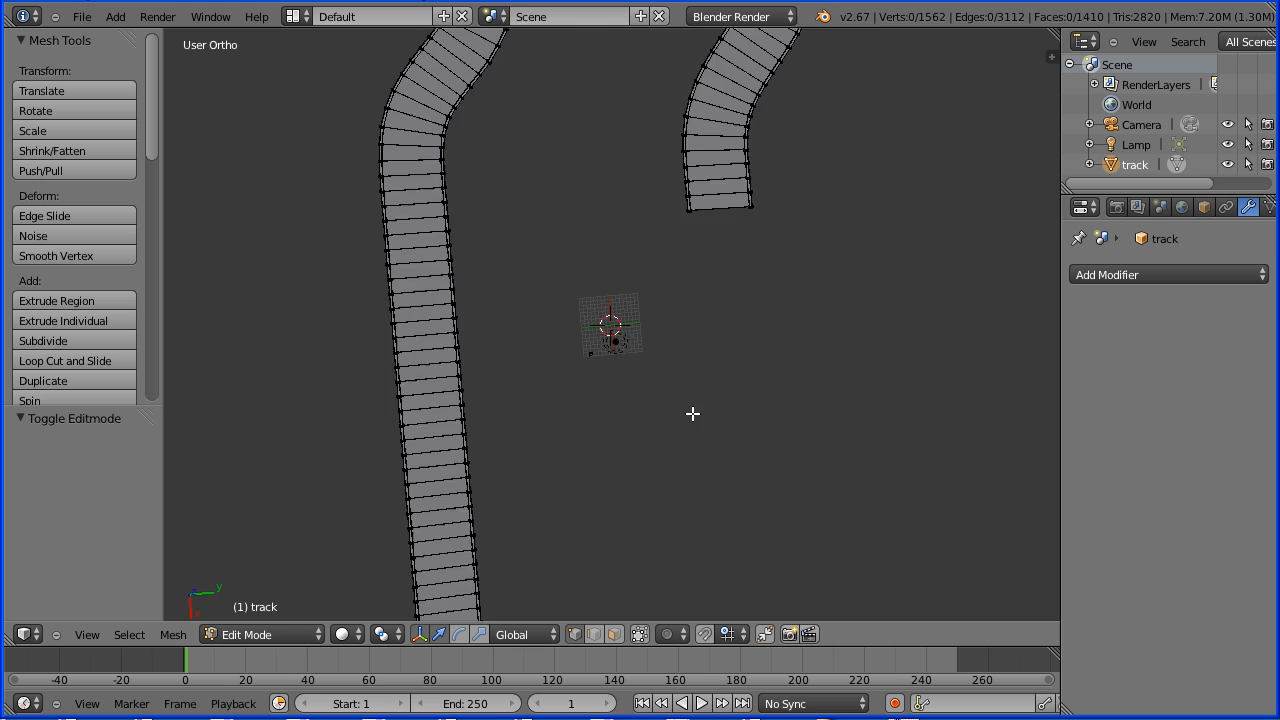 File Add Render Window Help Default Scene Blender Render v2.67 | Verts:0/1562 | Edges:0/3112 | Faces:0/1410 | Tris:2820 | Mem:7.20M (1.30M)
Mesh Tools
User Ortho
View Search All Scenes
Transform:
Translate
Rotate
Scale
Shrink/Fatten
Push/Pull
Deform:
Edge Slide
Noise
Smooth Vertex
Add:
Extrude Region
Extrude Individual
Subdivide
Loop Cut and Slide
Duplicate
Spin
Toggle Editmode
Scene
RenderLayers
World
Camera
Lamp
track
track
Add Modifier
y
x
(1) track
View Select Mesh Edit Mode Global
-40 -20 0 20 40 60 80 100 120 140 160 180 200 220 240 260
View Marker Frame Playback Start: 1 End: 250 1 No Sync